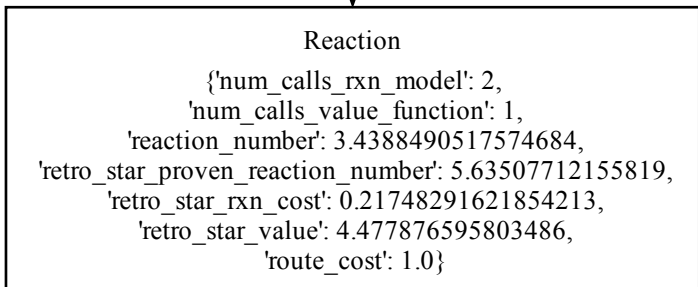 Reaction
{'num_calls_rxn_model': 2,
'num_calls_value_function': 1,
'reaction_number': 3.4388490517574684,
'retro_star_proven_reaction_number': 5.63507712155819,
'retro_star_rxn_cost': 0.21748291621854213,
'retro_star_value': 4.477876595803486,
'route_cost': 1.0}